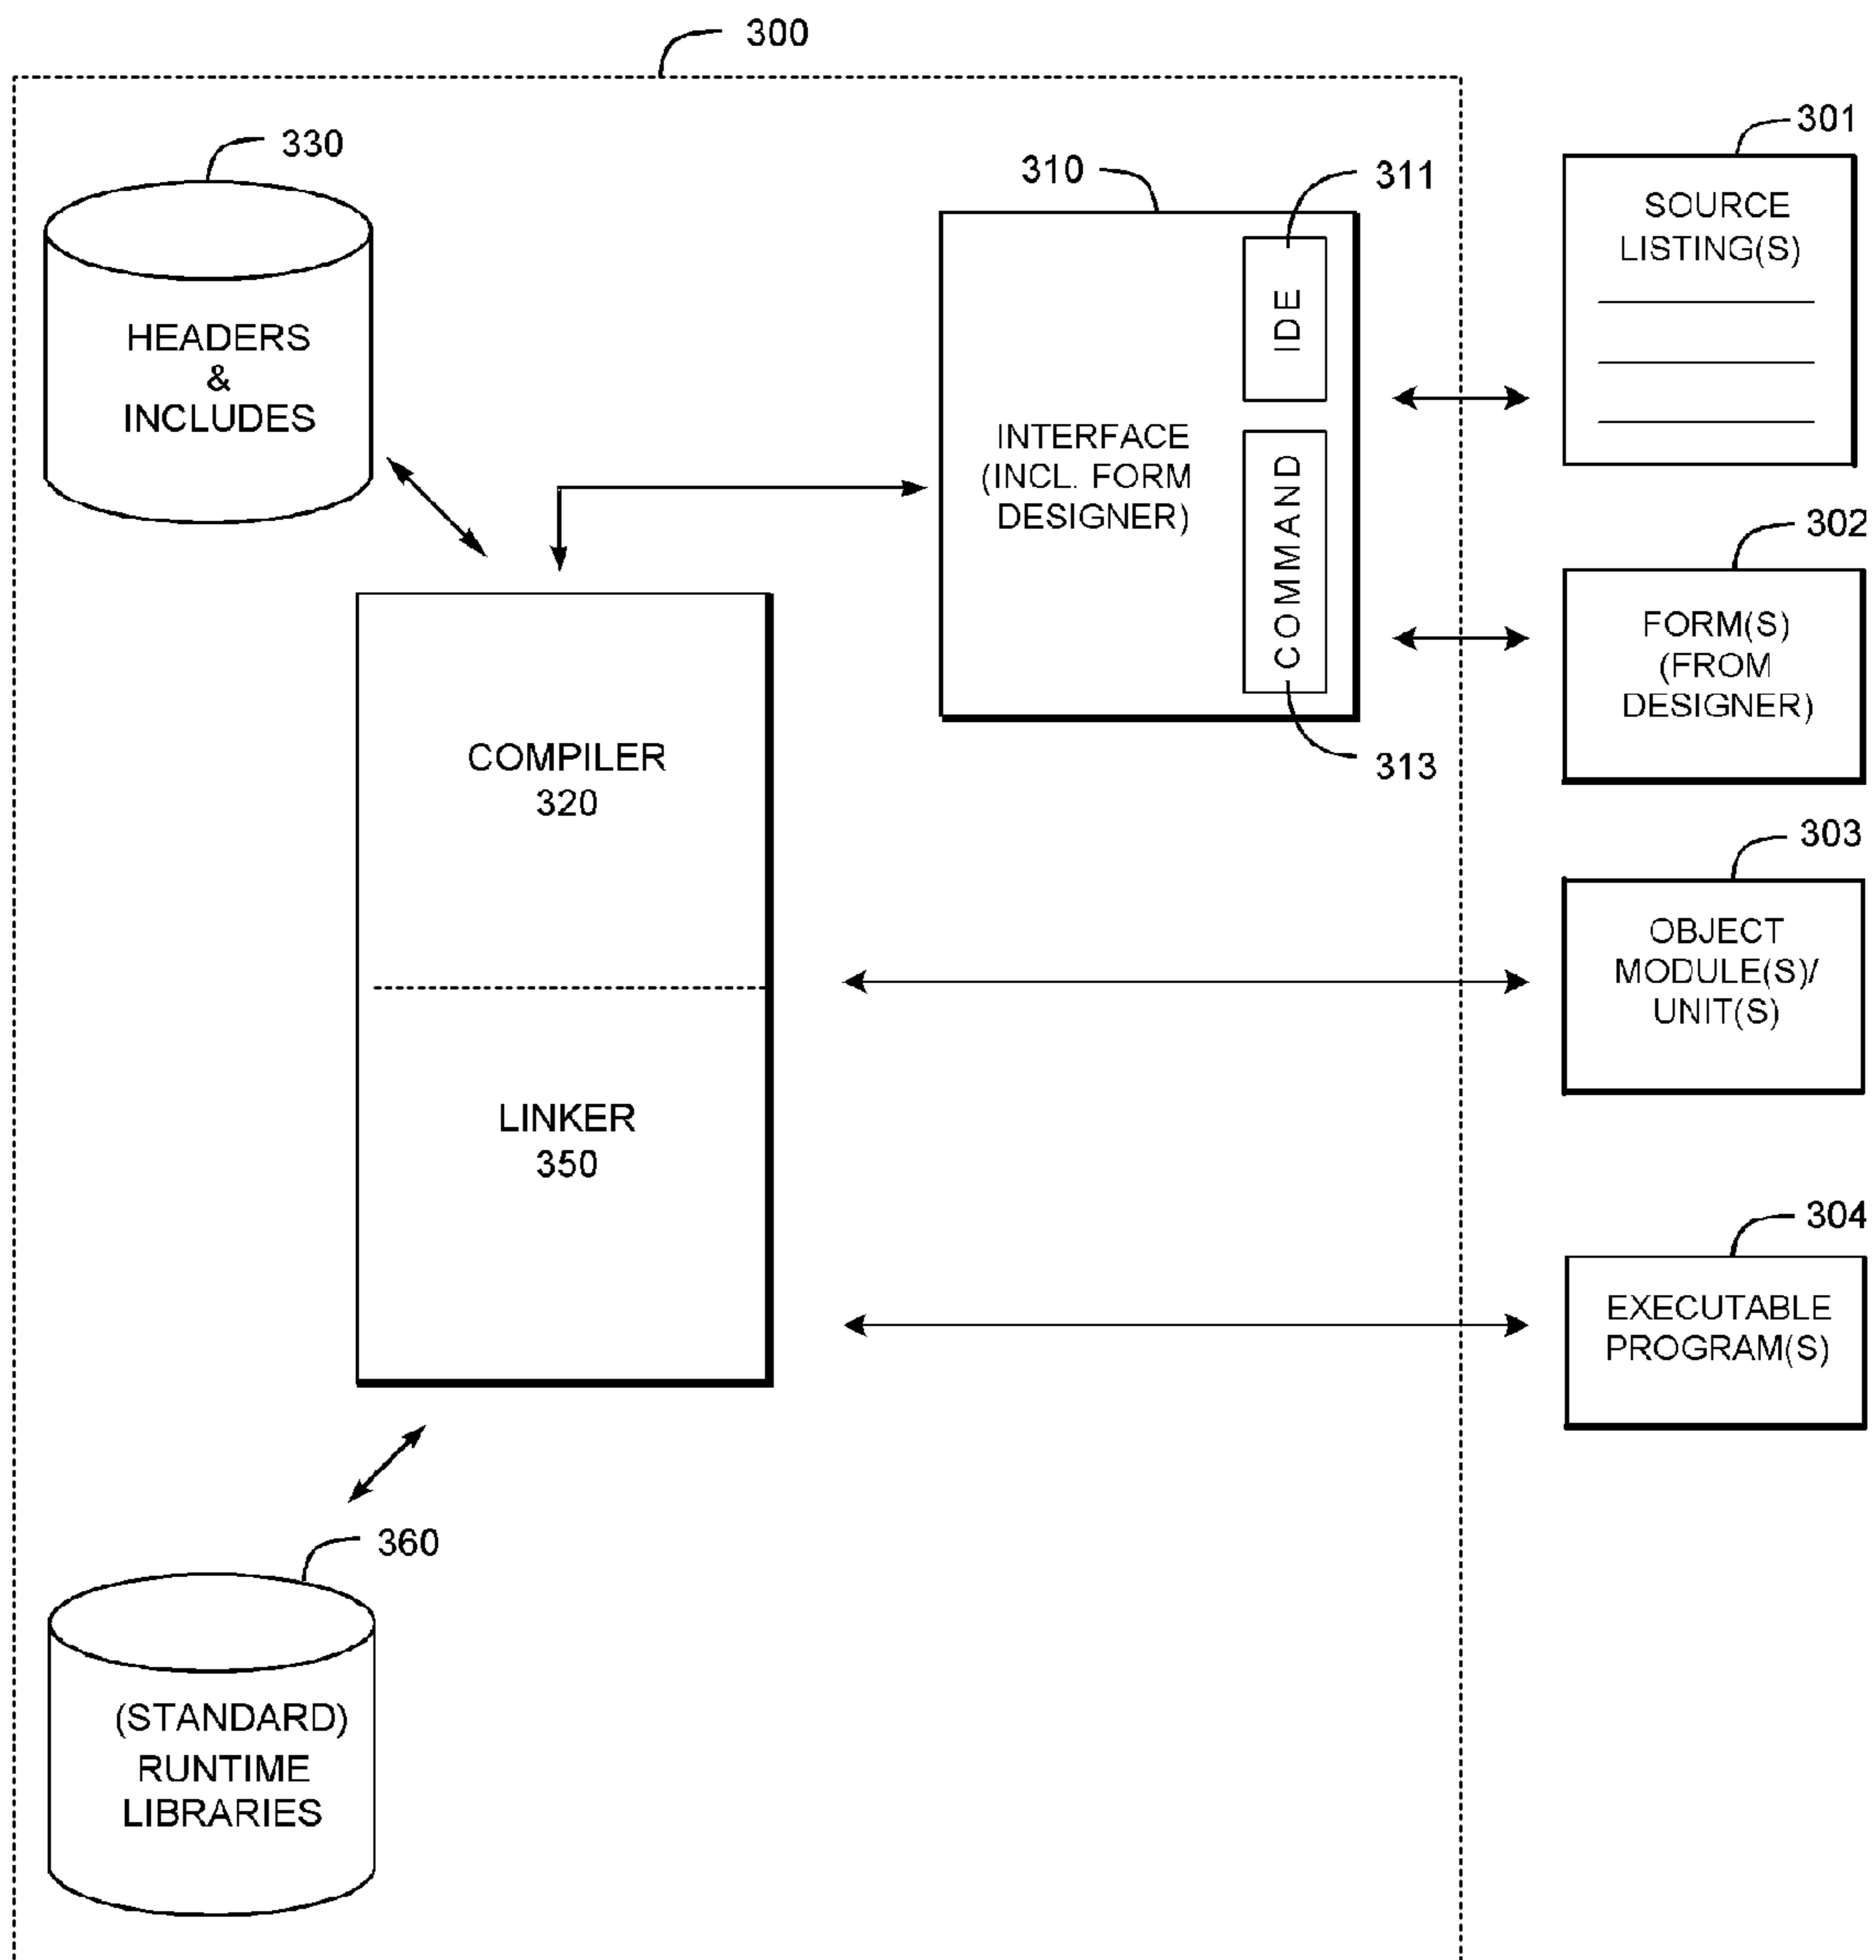 300
330
HEADERS
&
INCLUDES
310
311
IDE
INTERFACE
(INCL. FORM
DESIGNER)
COMMAND
313
301
SOURCE
LISTING(S)
302
FORM(S)
(FROM
DESIGNER)
COMPILER
320
303
OBJECT
MODULE(S)/
UNIT(S)
LINKER
350
304
EXECUTABLE
PROGRAM(S)
360
(STANDARD)
RUNTIME
LIBRARIES